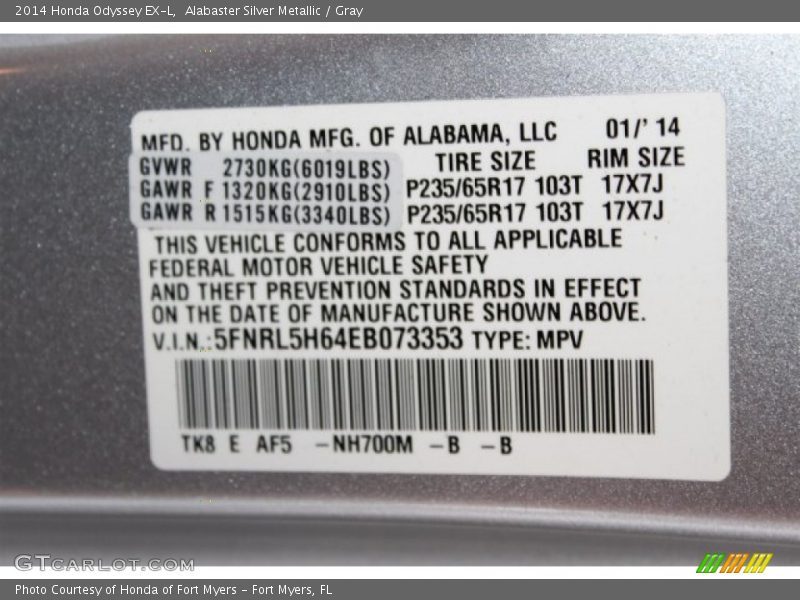 2014 Honda Odyssey EX-L,  Alabaster Silver Metallic / Gray
MFD. BY HONDA MFG. OF ALABAMA, LLC 01/' 14
GVWR 2730KG(6019LBS) TIRE SIZE RIM SIZE
GAWR F 1320KG(2910LBS) P235/65R17 103T 17X7J
GAWR R 1515KG(3340LBS) P235/65R17 103T 17X7J
THIS VEHICLE CONFORMS TO ALL APPLICABLE
FEDERAL MOTOR VEHICLE SAFETY
AND THEFT PREVENTION STANDARDS IN EFFECT
ON THE DATE OF MANUFACTURE SHOWN ABOVE.
V.I.N.:5FNRL5H64EB073353 TYPE: MPV
TK8 E AF5 -NH700M -B -B
GTCARLOT.COM
Photo Courtesy of Honda of Fort Myers - Fort Myers, FL